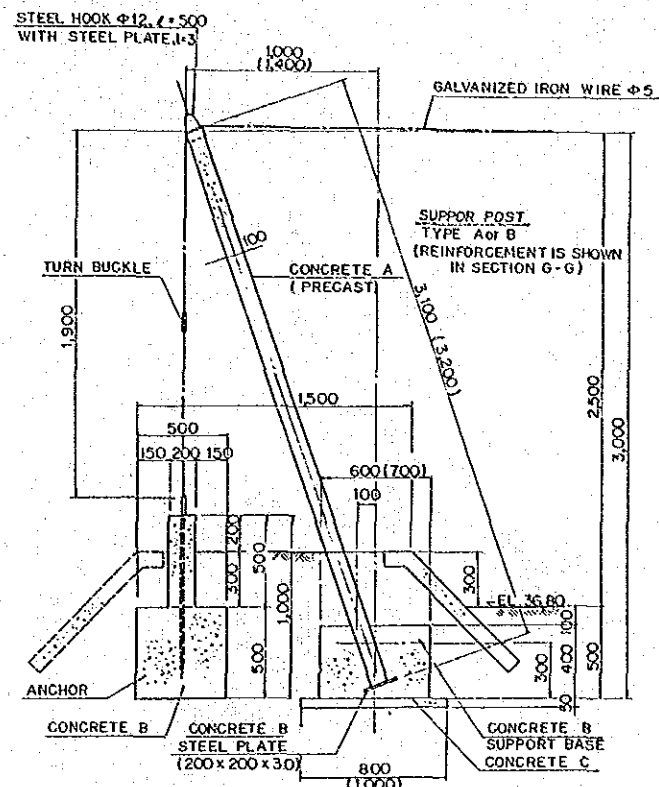 STEEL HOOK Φ12, ℓ=500
WITH STEEL PLATE, t=3
1,000
(1,400)
GALVANIZED IRON WIRE Φ5
SUPPOR POST
TYPE A or B
(REINFORCEMENT IS SHOWN
IN SECTION G-G)
100
TURN BUCKLE
CONCRETE A
(PRECAST)
3,100 (3,200)
1,900
2,500
3,000
1,500
500
150 200 150
600 (700)
100
200
300
500
1,000
500
300
EL 36.80
100
400
50
300
500
ANCHOR
CONCRETE B
CONCRETE B
STEEL PLATE
(200 x 200 x 3.0)
CONCRETE B
SUPPORT BASE
CONCRETE C
800
(1,000)